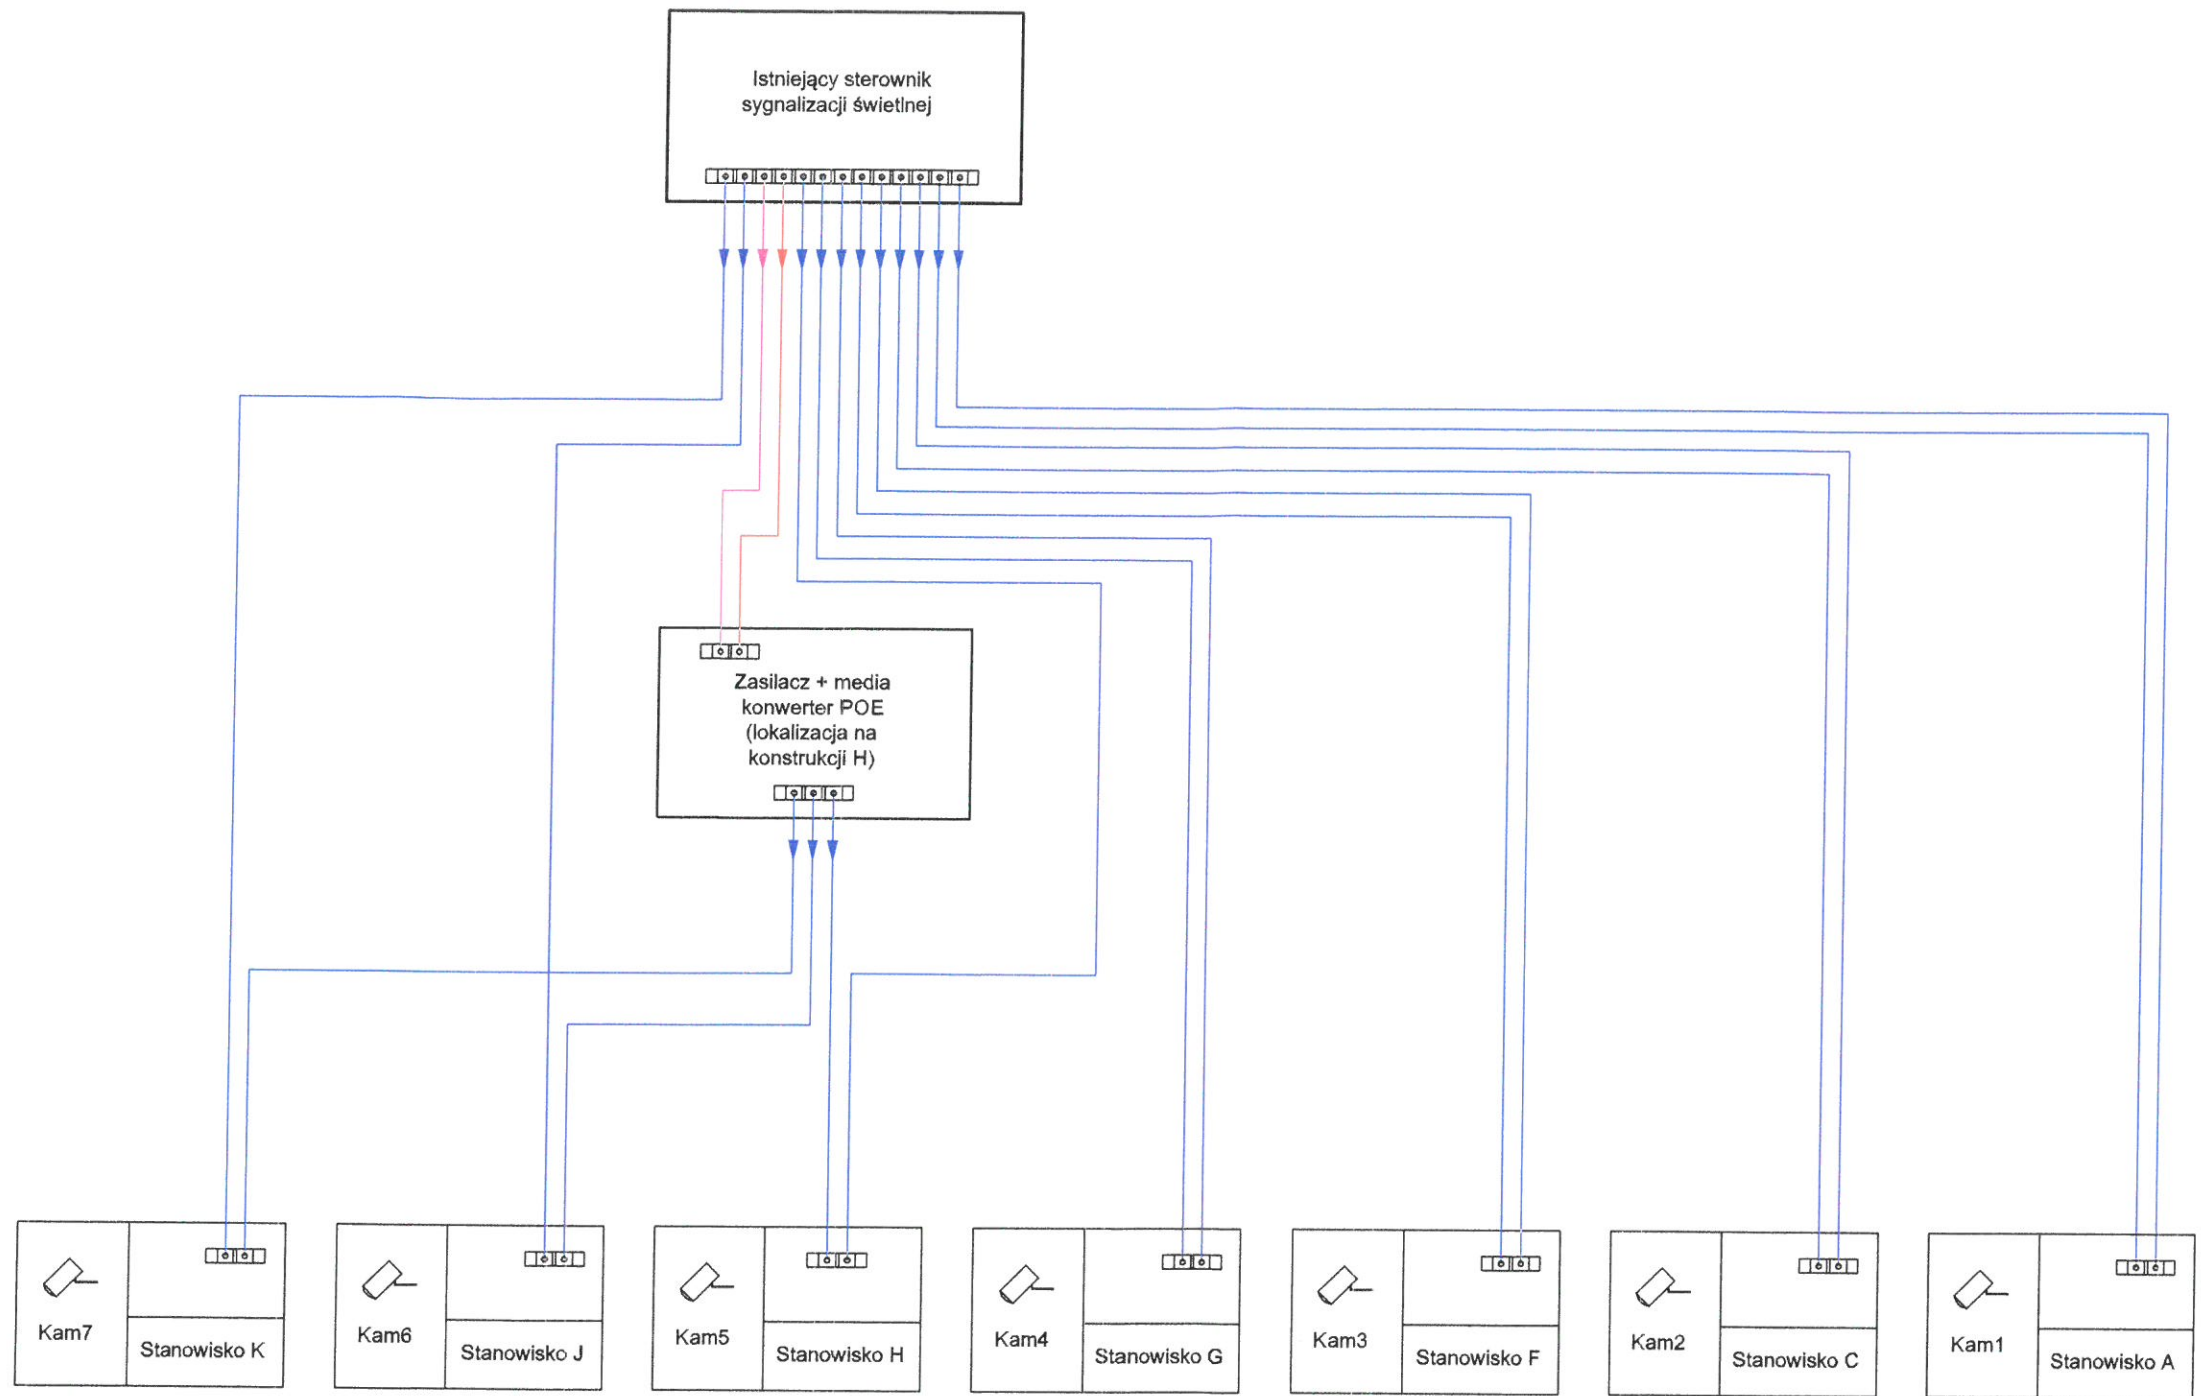 Istniejący sterownik
sygnalizacji świetlnej
Zasilacz + media
konwerter POE
(lokalizacja na
konstrukcji H)
Kam7
Stanowisko K
Kam6
Stanowisko J
Kam5
Stanowisko H
Kam4
Stanowisko G
Kam3
Stanowisko F
Kam2
Stanowisko C
Kam1
Stanowisko A